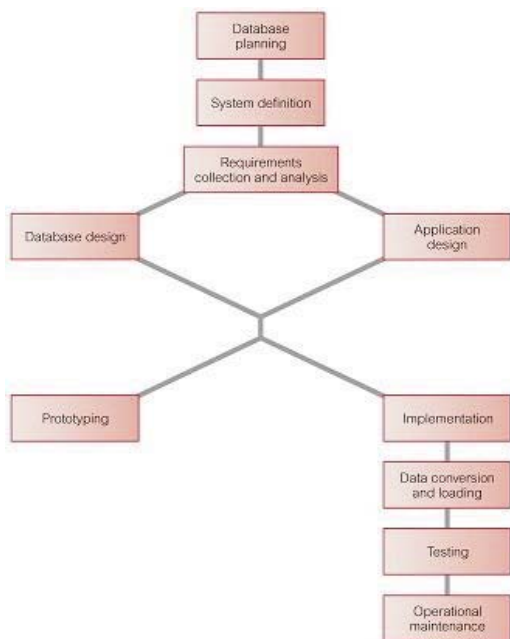 Database
planning
System definition
Requirements
collection and analysis
Database design
Application
design
Prototyping
Implementation
Data conversion
and loading
Testing
Operational
maintenance